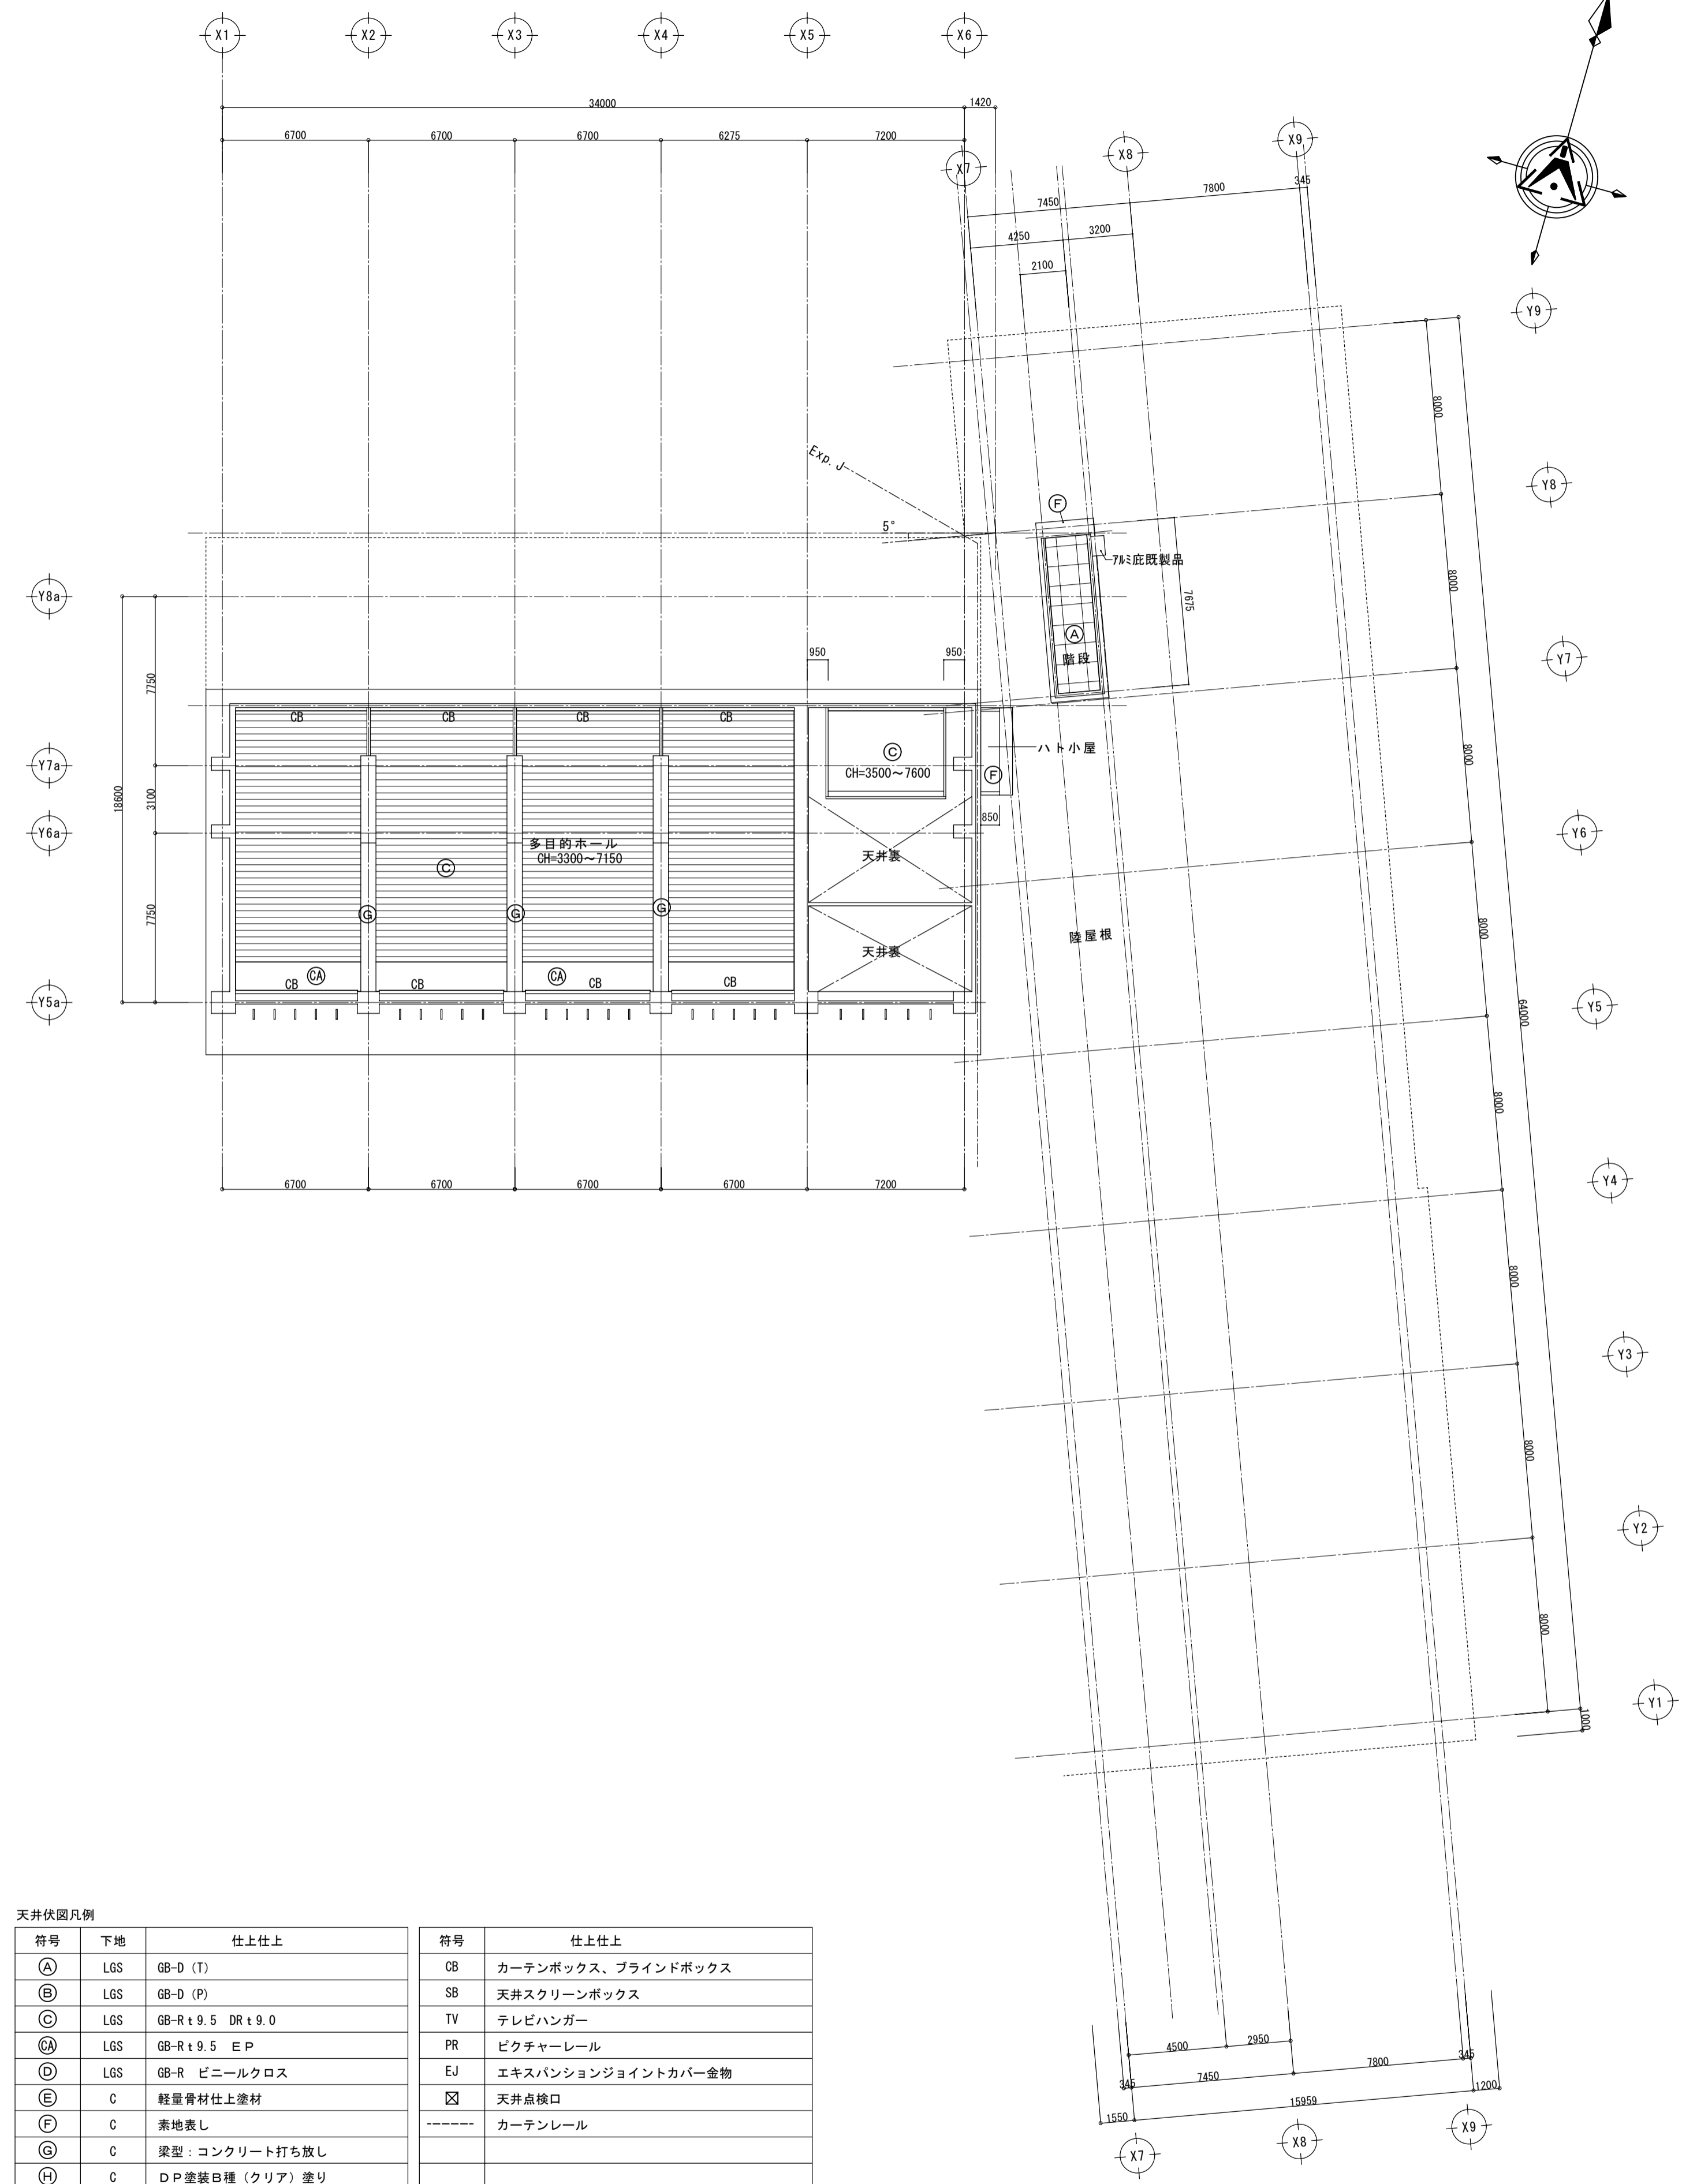 X1
X2
X3
X4
X5
X6
34000
1420
6700
6700
6700
6275
7200
X7
X8
X9
7450
7800
345
4250
3200
2100
Y9
8000
Exp. J
5°
F
Y8
アルミ庇既製品
8000
7675
A
階段
Y8a
950
950
Y7
7750
CB
CB
CB
CB
C
CH=3500～7600
ハト小屋
F
8000
Y7a
18600
3100
850
Y6a
Y6
多目的ホール
CH=3300～7150
C
天井裏
7750
G
G
G
陸屋根
8000
天井裏
CA
CA
CB
CB
CB
CB
Y5a
Y5
64000
8000
6700
6700
6700
6700
7200
Y4
8000
Y3
8000
Y2
8000
Y1
1000
天井伏図凡例
符号 下地 仕上仕上
A LGS GB-D (T)
B LGS GB-D (P)
C LGS GB-Rｔ9.5 DRｔ9.0
CA LGS GB-Rｔ9.5 ＥＰ
D LGS GB-R ビニールクロス
E C 軽量骨材仕上塗材
F C 素地表し
G C 梁型：コンクリート打ち放し
H C ＤＰ塗装Ｂ種（クリア）塗り
符号 仕上仕上
CB カーテンボックス、ブラインドボックス
SB 天井スクリーンボックス
TV テレビハンガー
PR ピクチャーレール
EJ エキスパンションジョイントカバー金物
天井点検口
カーテンレール
4500
2950
345
7450
7800
345
1550
15959
1200
X7
X8
X9